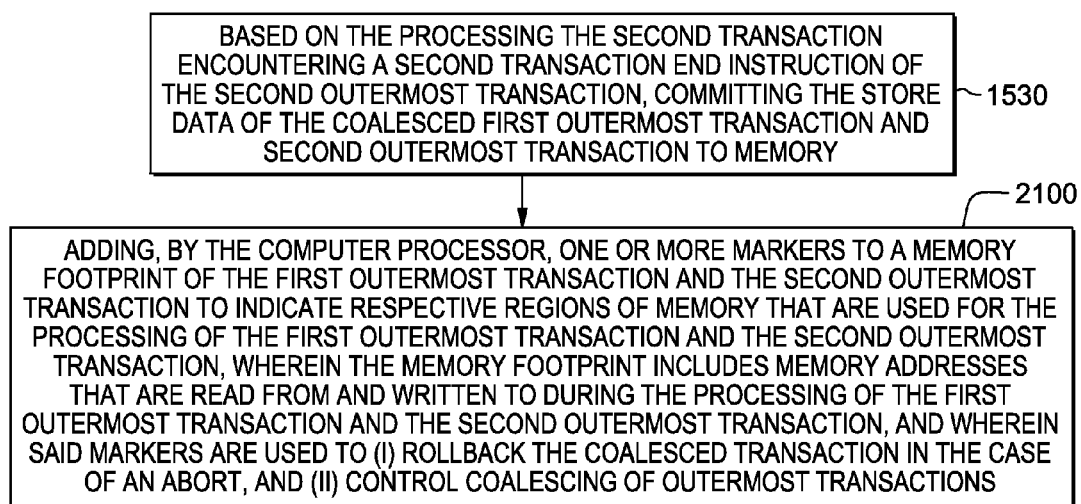 BASED ON THE PROCESSING THE SECOND TRANSACTION
ENCOUNTERING A SECOND TRANSACTION END INSTRUCTION OF
THE SECOND OUTERMOST TRANSACTION, COMMITTING THE STORE
DATA OF THE COALESCED FIRST OUTERMOST TRANSACTION AND
SECOND OUTERMOST TRANSACTION TO MEMORY
1530
2100
ADDING, BY THE COMPUTER PROCESSOR, ONE OR MORE MARKERS TO A MEMORY
FOOTPRINT OF THE FIRST OUTERMOST TRANSACTION AND THE SECOND OUTERMOST
TRANSACTION TO INDICATE RESPECTIVE REGIONS OF MEMORY THAT ARE USED FOR THE
PROCESSING OF THE FIRST OUTERMOST TRANSACTION AND THE SECOND OUTERMOST
TRANSACTION, WHEREIN THE MEMORY FOOTPRINT INCLUDES MEMORY ADDRESSES
THAT ARE READ FROM AND WRITTEN TO DURING THE PROCESSING OF THE FIRST
OUTERMOST TRANSACTION AND THE SECOND OUTERMOST TRANSACTION, AND WHEREIN
SAID MARKERS ARE USED TO (I) ROLLBACK THE COALESCED TRANSACTION IN THE CASE
OF AN ABORT, AND (II) CONTROL COALESCING OF OUTERMOST TRANSACTIONS